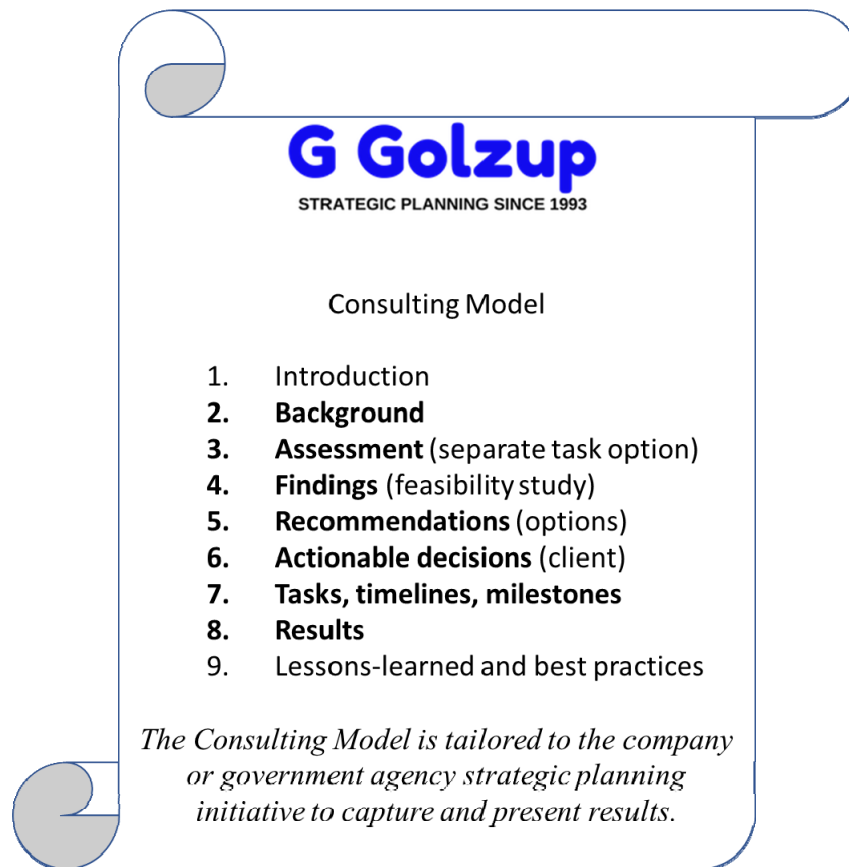 G Golzup
STRATEGIC PLANNING SINCE 1993
Consulting Model
1. Introduction
2. Background
3. Assessment (separate task option)
4. Findings (feasibility study)
5. Recommendations (options)
6. Actionable decisions (client)
7. Tasks, timelines, milestones
8. Results
9. Lessons-learned and best practices
The Consulting Model is tailored to the company
or government agency strategic planning
initiative to capture and present results.